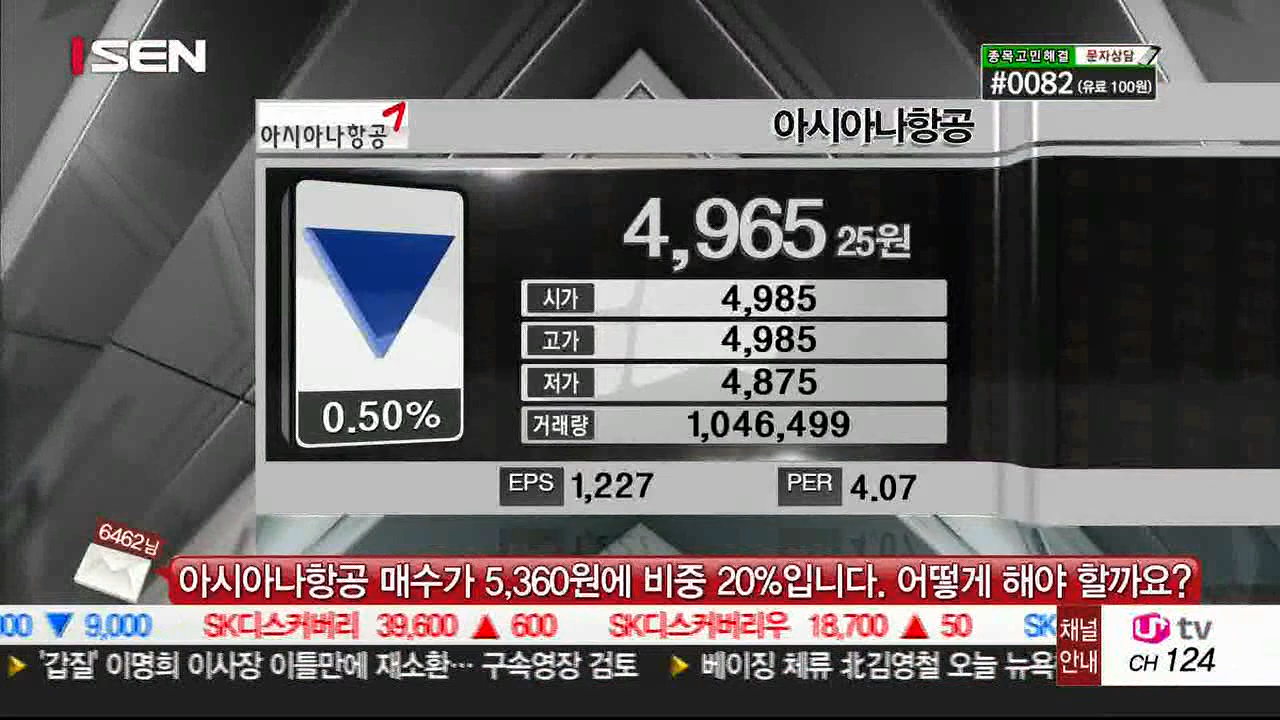 SEN
종목고민해결 문자상담
#0082 (유료 100원)
아시아나항공
아시아나항공
4,965 25원
0.50%
시가 4,985
고가 4,985
저가 4,875
거래량 1,046,499
EPS 1,227 PER 4.07
6462님
아시아나항공 매수가 5,360원에 비중 20%입니다. 어떻게 해야 할까요?
00 ▼ 9,000 SK디스커버리 39,600 ▲ 600 SK디스커버리우 18,700 ▲ 50 SK
채널
안내
U+ tv
CH 124
'갑질' 이명희 이사장 이틀만에 재소환… 구속영장 검토 베이징 체류 北김영철 오늘 뉴욕